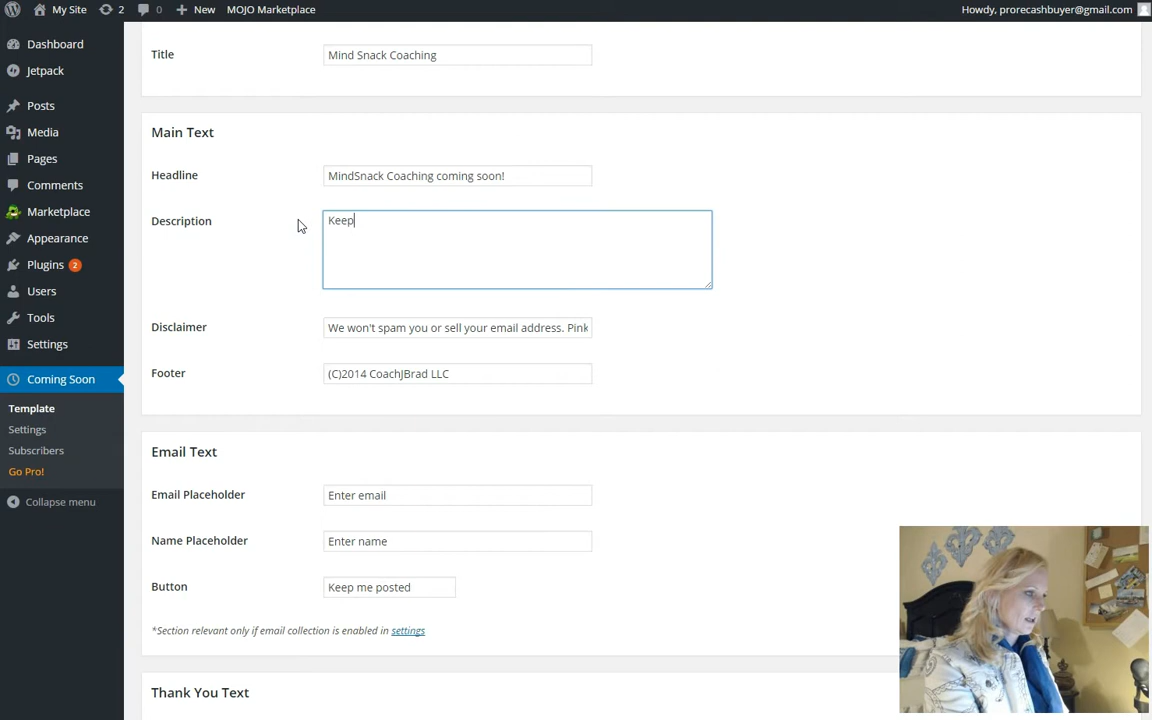 My Site
2
0
New
MOJO Marketplace
Howdy, prorecashbuyer@gmail.com
Dashboard
Jetpack
Posts
Media
Pages
Comments
Marketplace
Appearance
Plugins 2
Users
Tools
Settings
Coming Soon
Template
Settings
Subscribers
Go Pro!
Collapse menu
Title
Mind Snack Coaching
Main Text
Headline
MindSnack Coaching coming soon!
Description
Keep
Disclaimer
We won't spam you or sell your email address. Pink
Footer
(C)2014 CoachJBrad LLC
Email Text
Email Placeholder
Enter email
Name Placeholder
Enter name
Button
Keep me posted
*Section relevant only if email collection is enabled in settings
Thank You Text